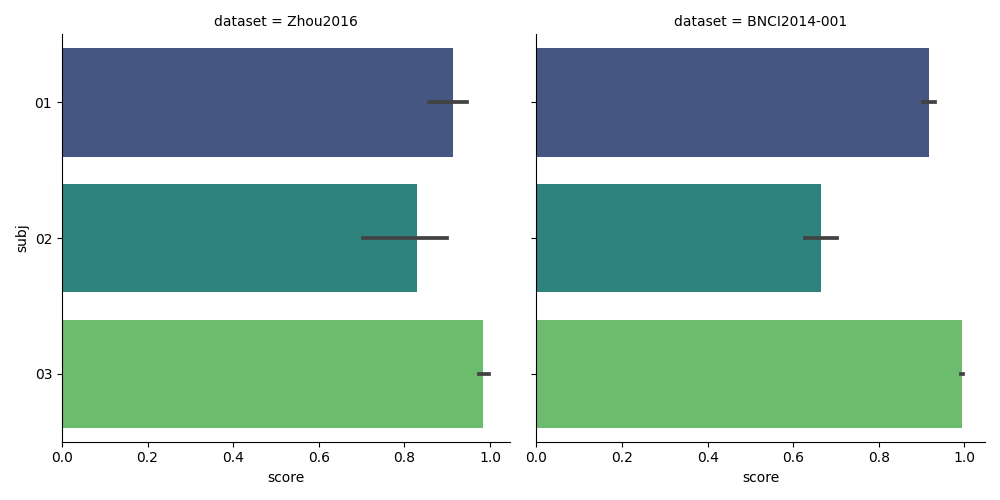 dataset = Zhou2016
dataset = BNCI2014-001
subj
01
02
03
0.0 0.2 0.4 0.6 0.8 1.0
0.0 0.2 0.4 0.6 0.8 1.0
score
score